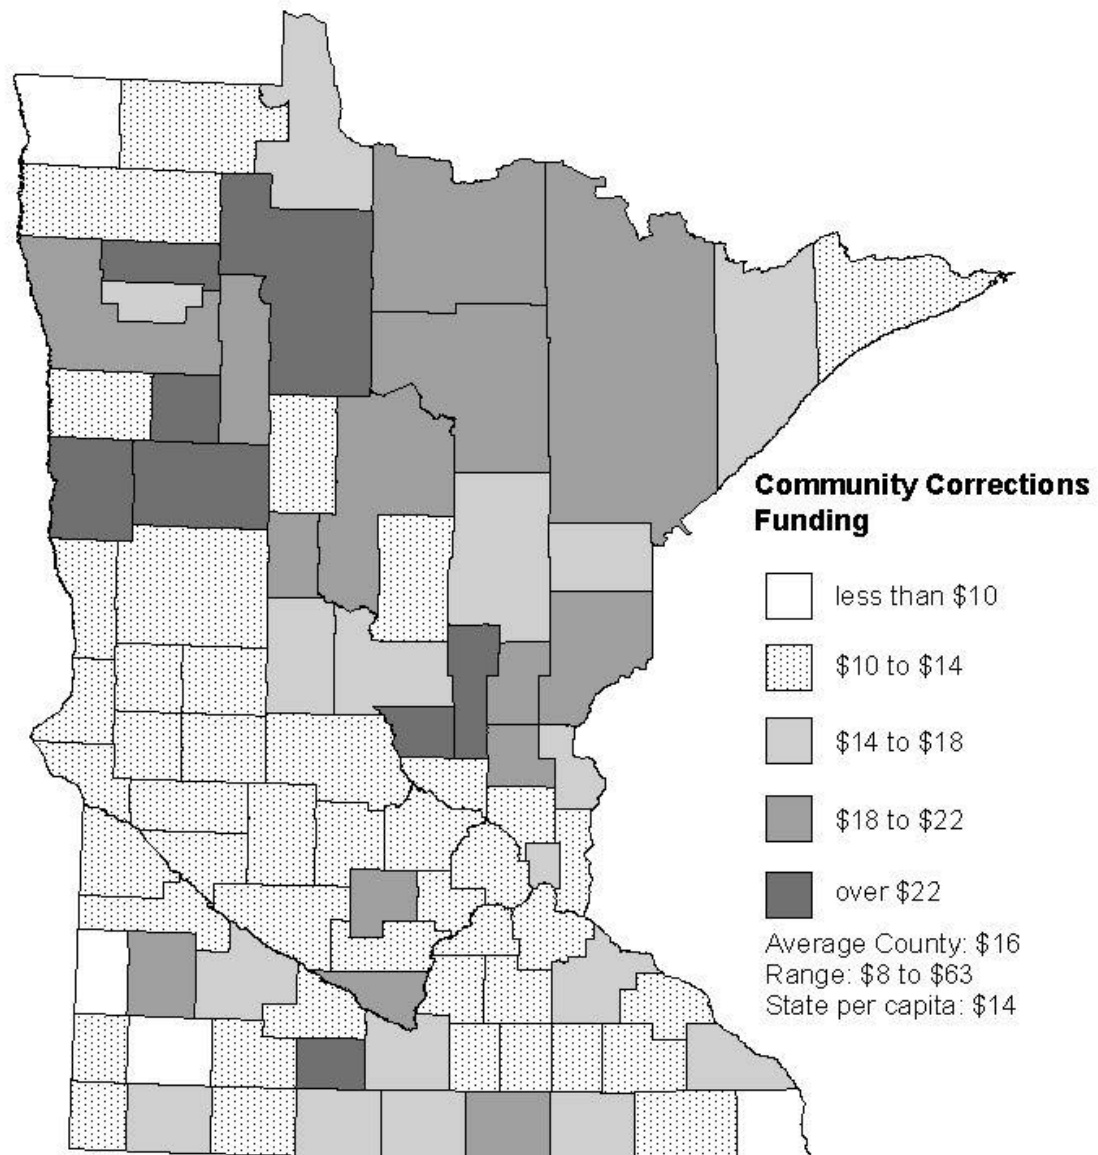 Community Corrections
Funding
less than $10
$10 to $14
$14 to $18
$18 to $22
over $22
Average County: $16
Range: $8 to $63
State per capita: $14